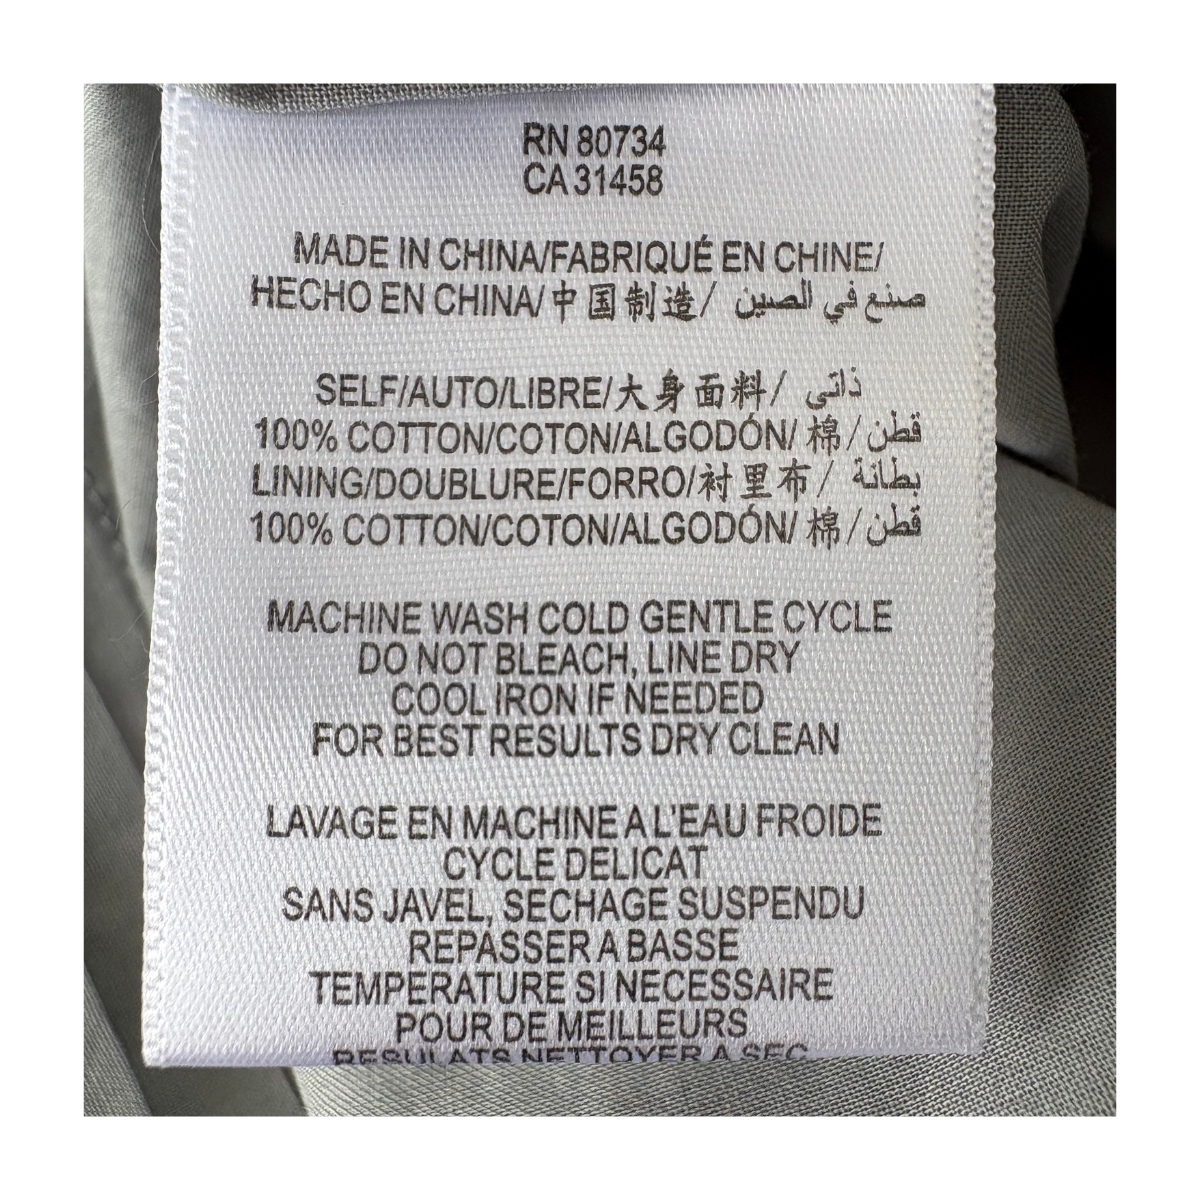 RN 80734
CA 31458
MADE IN CHINA/FABRIQUÉ EN CHINE/
HECHO EN CHINA/中国制造/ صنع في الصين
SELF/AUTO/LIBRE/大身面料/ ذاتي
100% COTTON/COTON/ALGODÓN/ 棉/ قطن
LINING/DOUBLURE/FORRO/衬里布/ بطانة
100% COTTON/COTON/ALGODÓN/ 棉/ قطن
MACHINE WASH COLD GENTLE CYCLE
DO NOT BLEACH, LINE DRY
COOL IRON IF NEEDED
FOR BEST RESULTS DRY CLEAN
LAVAGE EN MACHINE A L'EAU FROIDE
CYCLE DELICAT
SANS JAVEL, SECHAGE SUSPENDU
REPASSER A BASSE
TEMPERATURE SI NECESSAIRE
POUR DE MEILLEURS
RESULATS NETTOYER A SEC